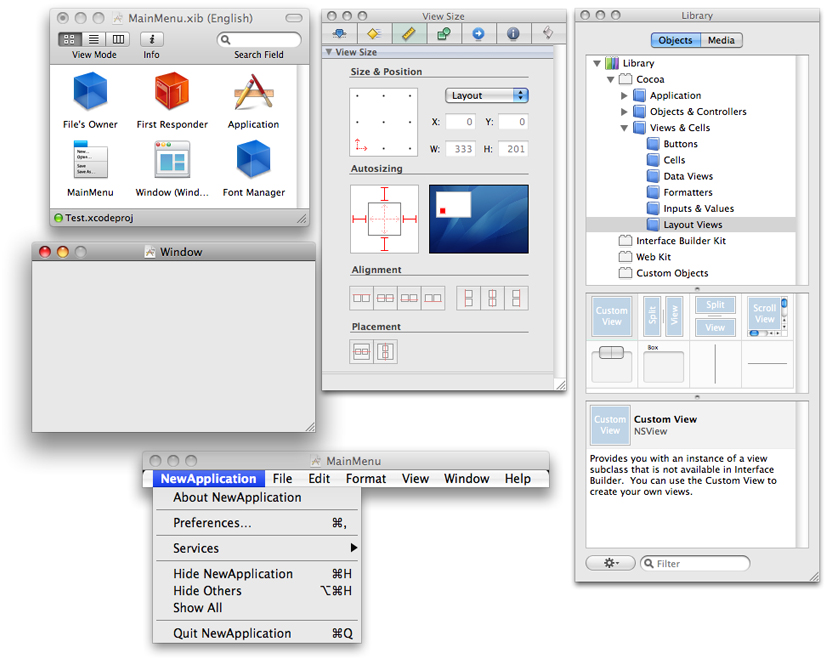 MainMenu.xib (English)
View Mode
Info
Search Field
File's Owner
First Responder
Application
MainMenu
Window (Wind...
Font Manager
Test.xcodeproj
Window
View Size
View Size
Size & Position
Layout
X: 0 Y: 0
W: 333 H: 201
Autosizing
Alignment
Placement
Library
Objects Media
Library
Cocoa
Application
Objects & Controllers
Views & Cells
Buttons
Cells
Data Views
Formatters
Inputs & Values
Layout Views
Interface Builder Kit
Web Kit
Custom Objects
Custom View
Split View
Split View
Scroll View
Box
Custom View
Custom View
NSView
Provides you with an instance of a view
subclass that is not available in Interface
Builder. You can use the Custom View to
create your own views.
Filter
MainMenu
NewApplication File Edit Format View Window Help
About NewApplication
Preferences... ⌘,
Services
Hide NewApplication ⌘H
Hide Others ⌥⌘H
Show All
Quit NewApplication ⌘Q